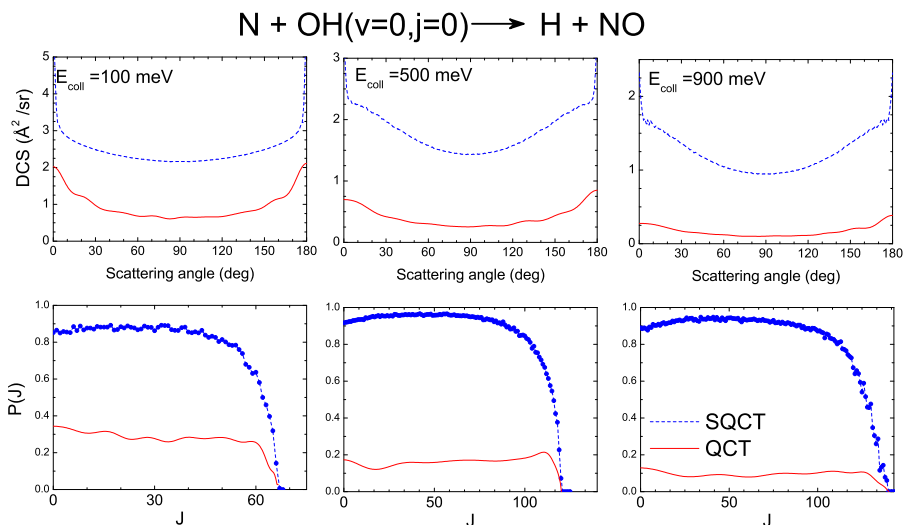 N + OH(v=0,j=0) ⟶ H + NO
E_coll =100 meV
E_coll =500 meV
E_coll =900 meV
DCS (Å² /sr)
5
4
3
2
1
0
3
2
1
0
2
1
0
0 30 60 90 120 150 180
0 30 60 90 120 150 180
0 30 60 90 120 150 180
Scattering angle (deg)
Scattering angle (deg)
Scattering angle (deg)
P(J)
1.0
0.8
0.6
0.4
0.2
0.0
1.0
0.8
0.6
0.4
0.2
0.0
1.0
0.8
0.6
0.4
0.2
0.0
SQCT
QCT
0 30 60
0 50 100
0 50 100
J
J
J